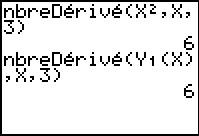 nbreDérivé(X²,X,
3)
6
nbreDérivé(Y₁(X)
,X,3)
6